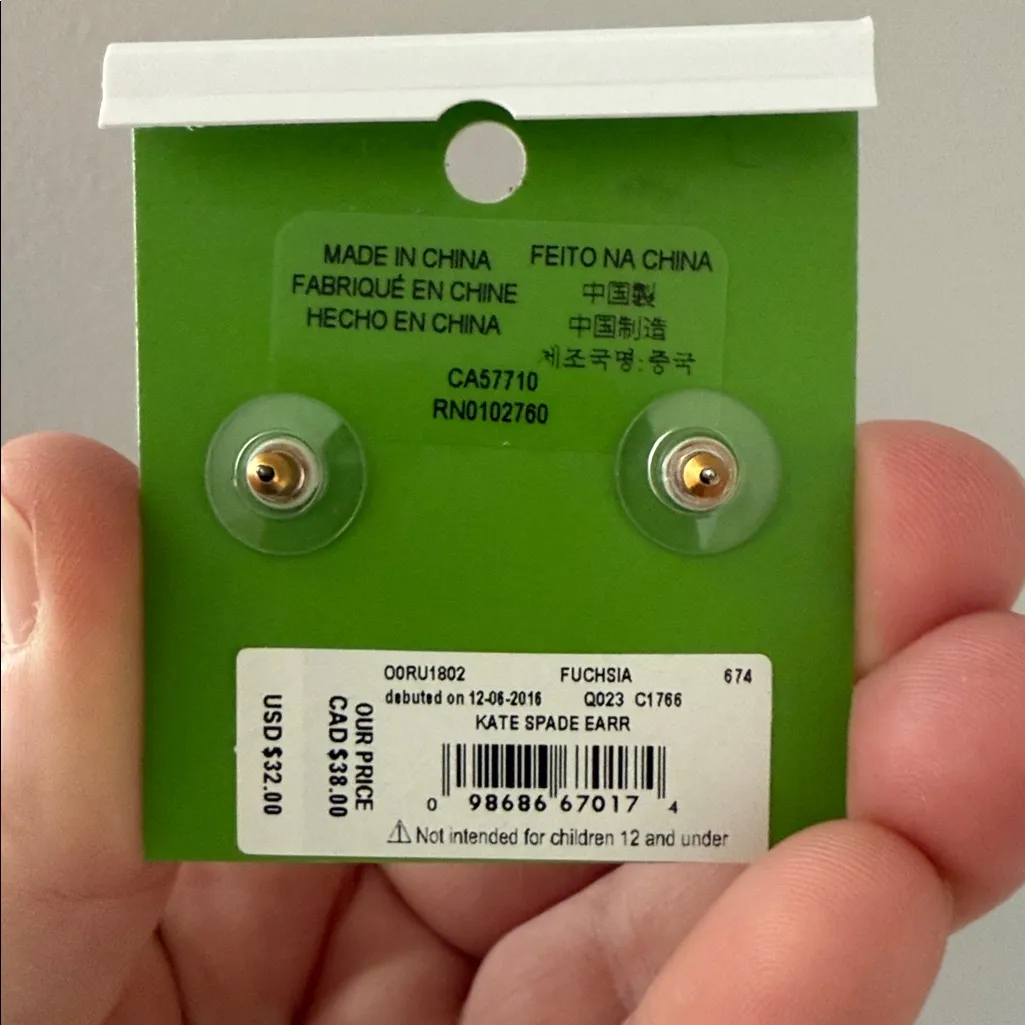 MADE IN CHINA
FABRIQUÉ EN CHINE
HECHO EN CHINA
FEITO NA CHINA
中国製
中国制造
제조국명:중국
CA57710
RN0102760
O0RU1802 FUCHSIA 674
debuted on 12-06-2016 Q023 C1766
KATE SPADE EARR
0 98686 67017 4
⚠ Not intended for children 12 and under
OUR PRICE
CAD $38.00
USD $32.00